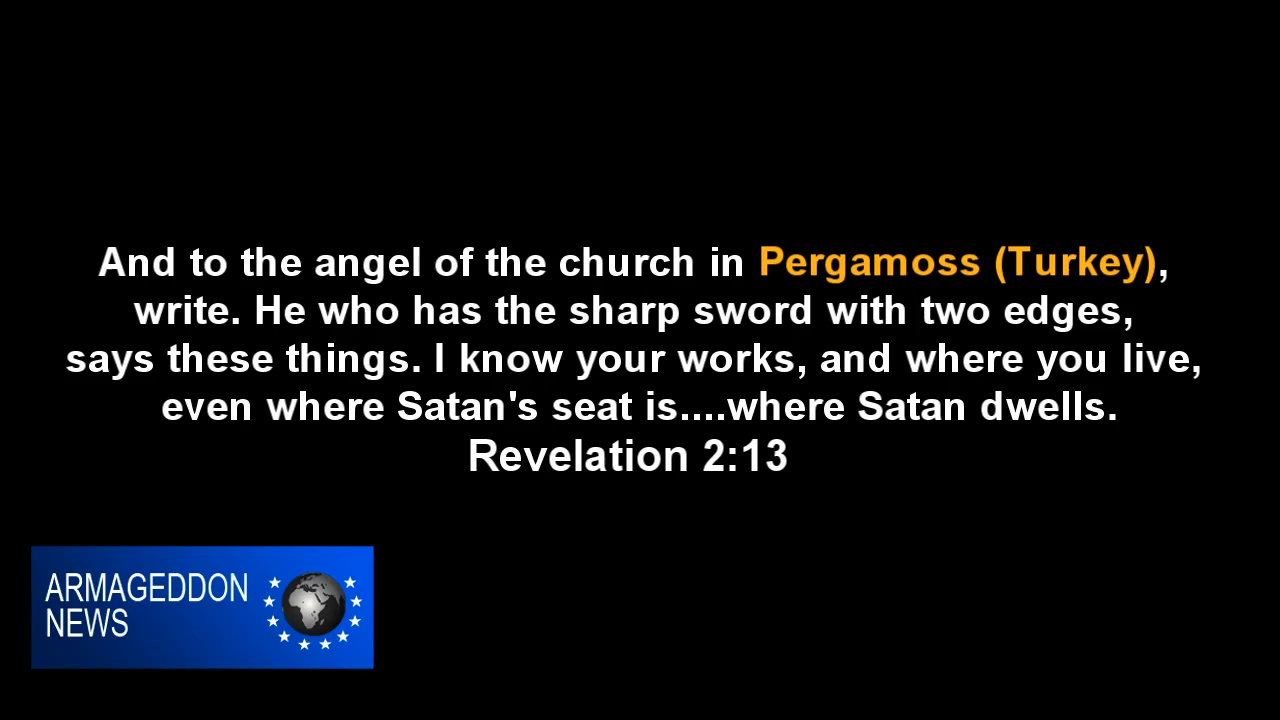 And to the angel of the church in Pergamoss (Turkey),
write. He who has the sharp sword with two edges,
says these things. I know your works, and where you live,
even where Satan's seat is....where Satan dwells.
Revelation 2:13
ARMAGEDDON
NEWS